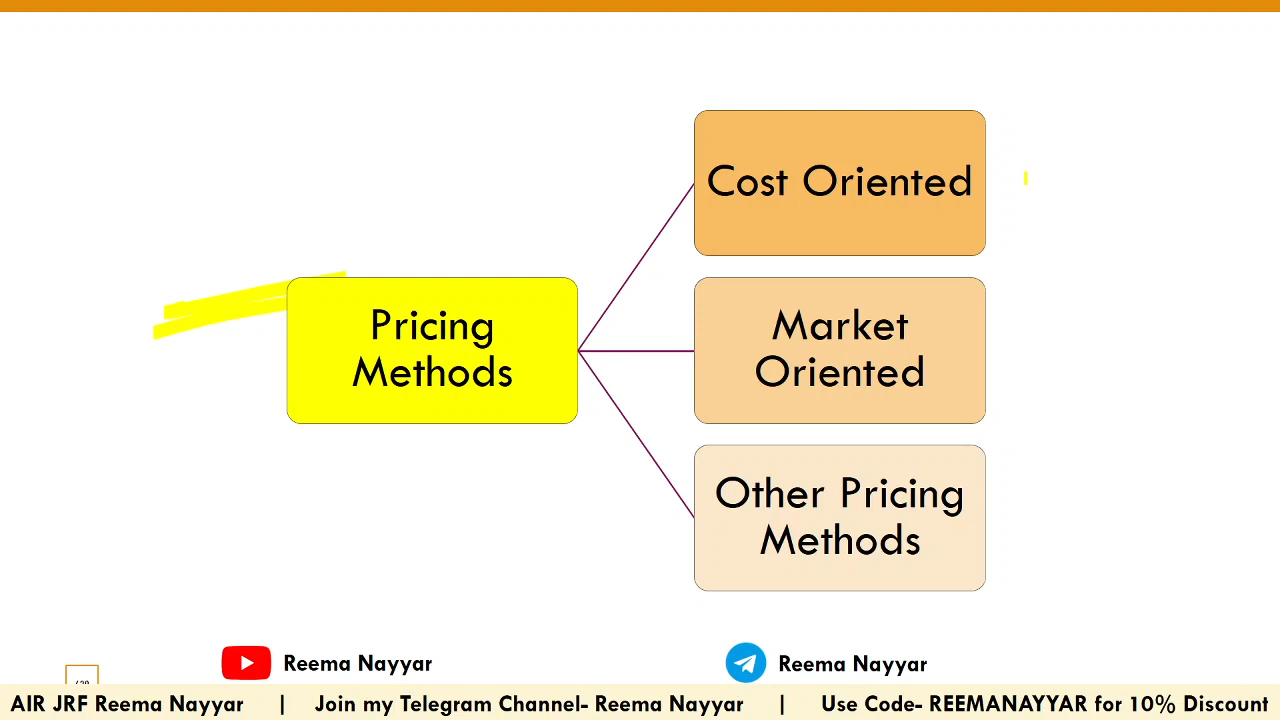 Cost Oriented
Pricing
Methods
Market
Oriented
Other Pricing
Methods
Reema Nayyar
Reema Nayyar
AIR JRF Reema Nayyar | Join my Telegram Channel- Reema Nayyar | Use Code- REEMANAYYAR for 10% Discount